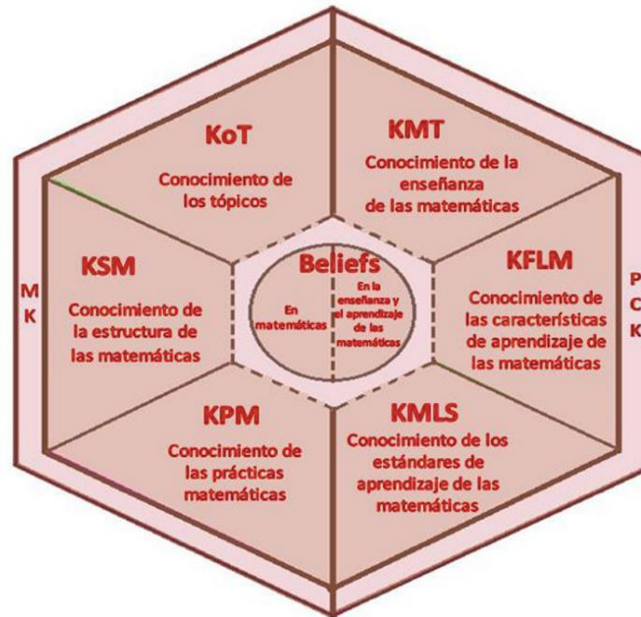 KoT
Conocimiento de
los tópicos
KMT
Conocimiento de la
enseñanza
de las matemáticas
MK
KSM
Conocimiento de
la estructura de
las matemáticas
Beliefs
En
matemáticas
En la
enseñanza y
el aprendizaje
de las
matemáticas
KFLM
Conocimiento de
las características
de aprendizaje de
las matemáticas
PCK
KPM
Conocimiento de
las prácticas
matemáticas
KMLS
Conocimiento de los
estándares de
aprendizaje de las
matemáticas